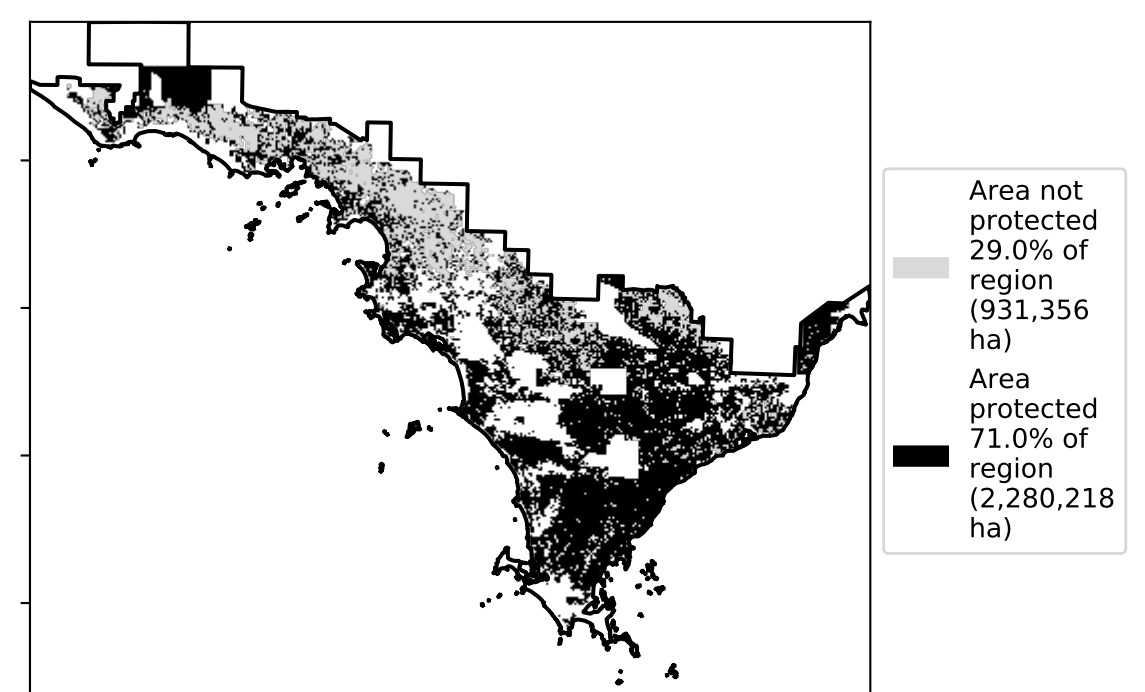 Area not
protected
29.0% of
region
(931,356
ha)
Area
protected
71.0% of
region
(2,280,218
ha)